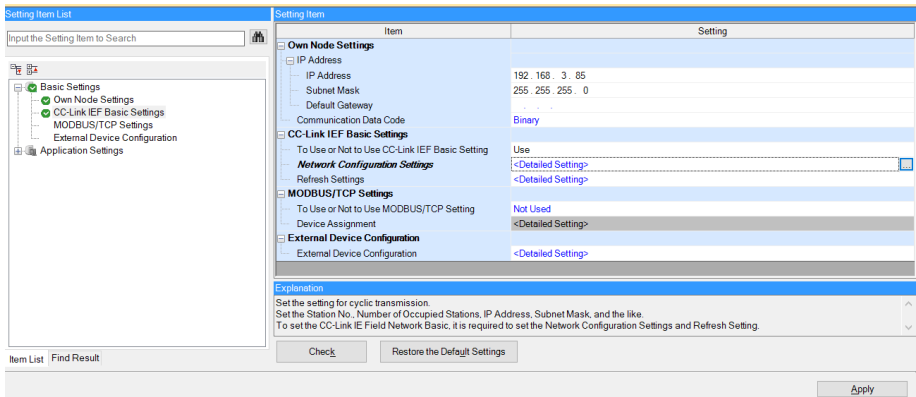 Setting Item List
Input the Setting Item to Search
Basic Settings
Own Node Settings
CC-Link IEF Basic Settings
MODBUS/TCP Settings
External Device Configuration
Application Settings
Item List Find Result
Setting Item
Item Setting
Own Node Settings
IP Address
IP Address 192 . 168 . 3 . 85
Subnet Mask 255 . 255 . 255 . 0
Default Gateway . . .
Communication Data Code Binary
CC-Link IEF Basic Settings
To Use or Not to Use CC-Link IEF Basic Setting Use
Network Configuration Settings <Detailed Setting> ...
Refresh Settings <Detailed Setting>
MODBUS/TCP Settings
To Use or Not to Use MODBUS/TCP Setting Not Used
Device Assignment <Detailed Setting>
External Device Configuration
External Device Configuration <Detailed Setting>
Explanation
Set the setting for cyclic transmission.
Set the Station No., Number of Occupied Stations, IP Address, Subnet Mask, and the like.
To set the CC-Link IE Field Network Basic, it is required to set the Network Configuration Settings and Refresh Setting.
Check Restore the Default Settings
Apply